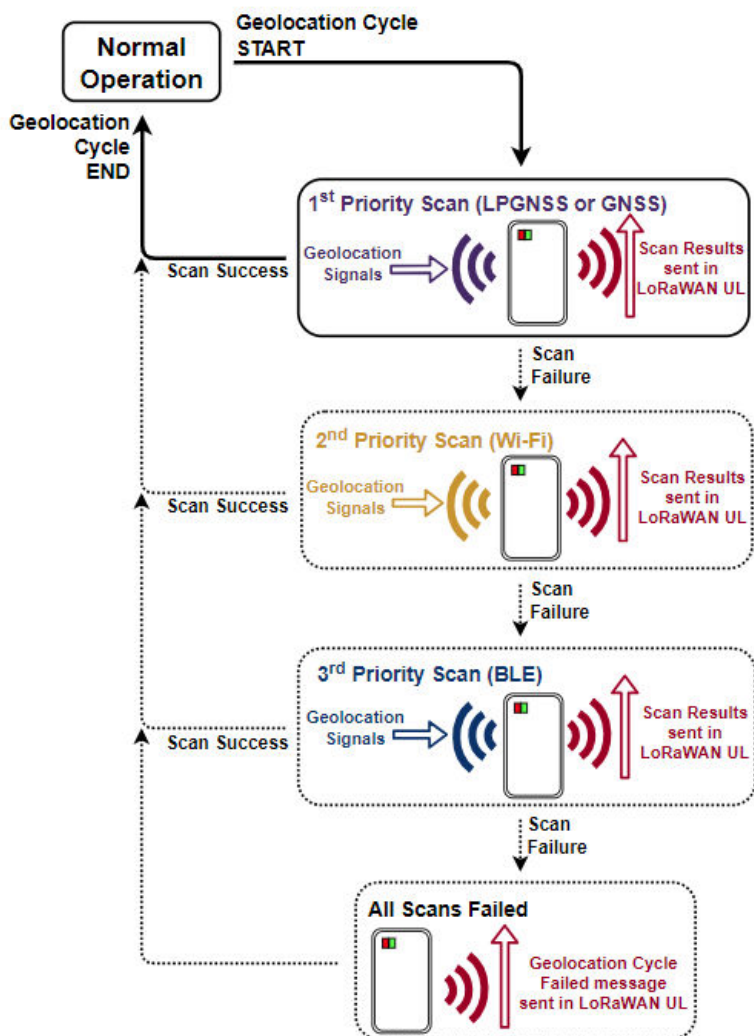 Geolocation Cycle
START
Normal
Operation
Geolocation
Cycle
END
1st Priority Scan (LPGNSS or GNSS)
Geolocation
Signals
Scan Results
sent in
LoRaWAN UL
Scan Success
Scan
Failure
2nd Priority Scan (Wi-Fi)
Geolocation
Signals
Scan Results
sent in
LoRaWAN UL
Scan Success
Scan
Failure
3rd Priority Scan (BLE)
Geolocation
Signals
Scan Results
sent in
LoRaWAN UL
Scan Success
Scan
Failure
All Scans Failed
Geolocation Cycle
Failed message
sent in LoRaWAN UL